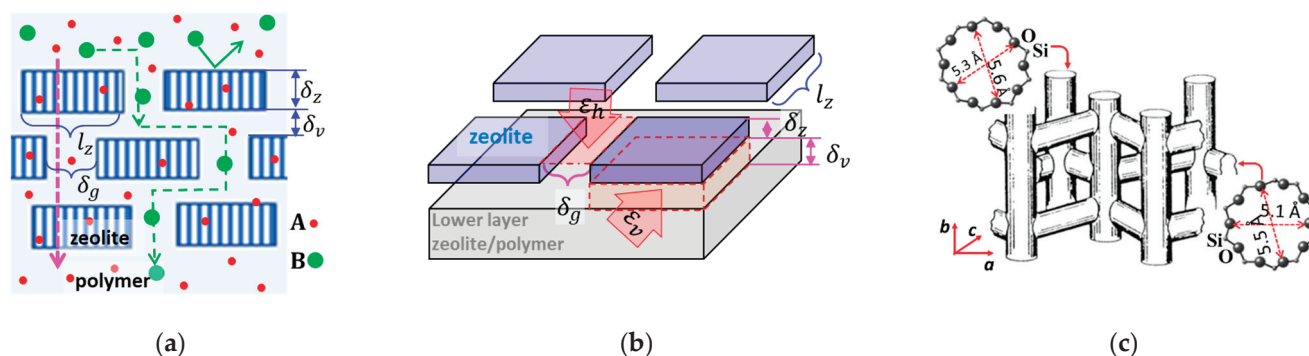 δz
δv
lz
δg
zeolite
A
B
polymer
(a)
εh
lz
zeolite
δz
δv
δg
εv
Lower layer
zeolite/polymer
(b)
O
Si
5.3 Å
5.6 Å
b
c
a
5.1 Å
5.5 Å
Si
O
(c)